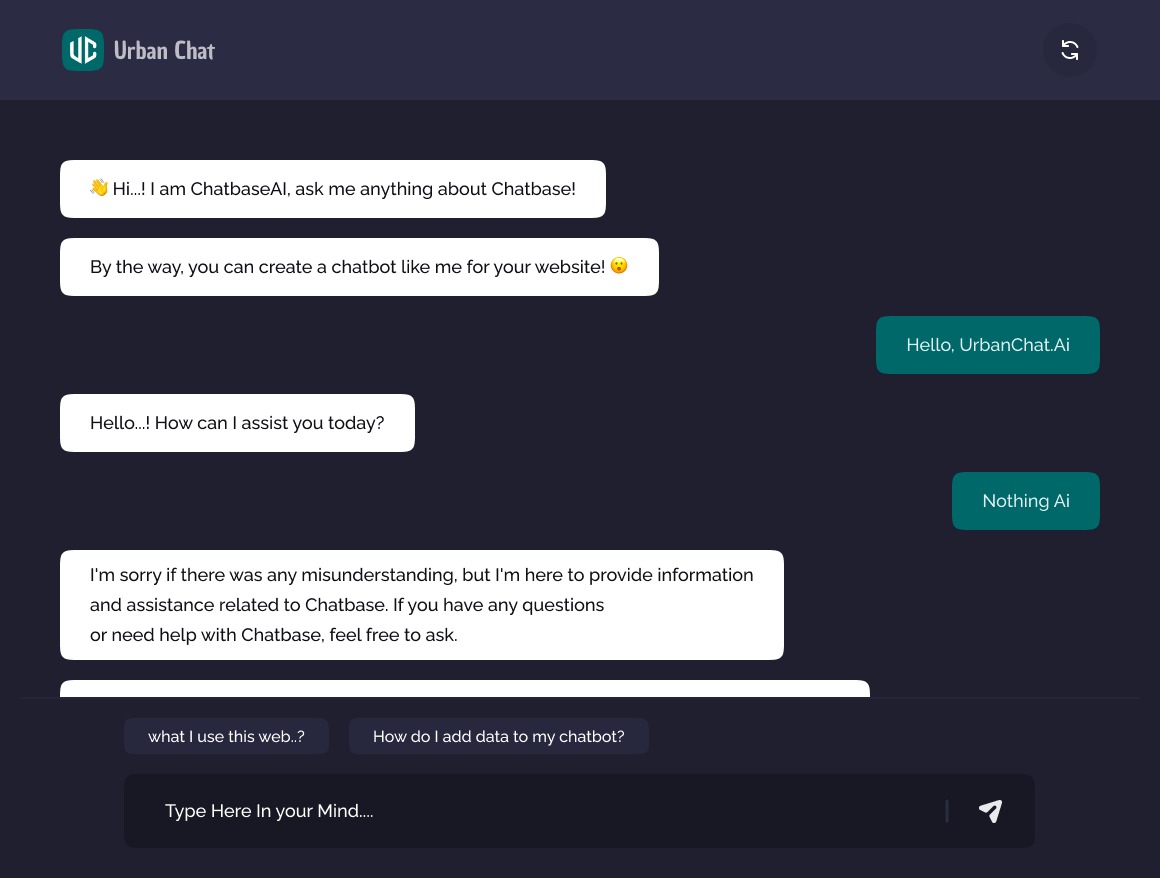 UC Urban Chat
👋 Hi...! I am ChatbaseAI, ask me anything about Chatbase!
By the way, you can create a chatbot like me for your website! 😮
Hello, UrbanChat.Ai
Hello...! How can I assist you today?
Nothing Ai
I'm sorry if there was any misunderstanding, but I'm here to provide information
and assistance related to Chatbase. If you have any questions
or need help with Chatbase, feel free to ask.
what I use this web..?
How do I add data to my chatbot?
Type Here In your Mind....